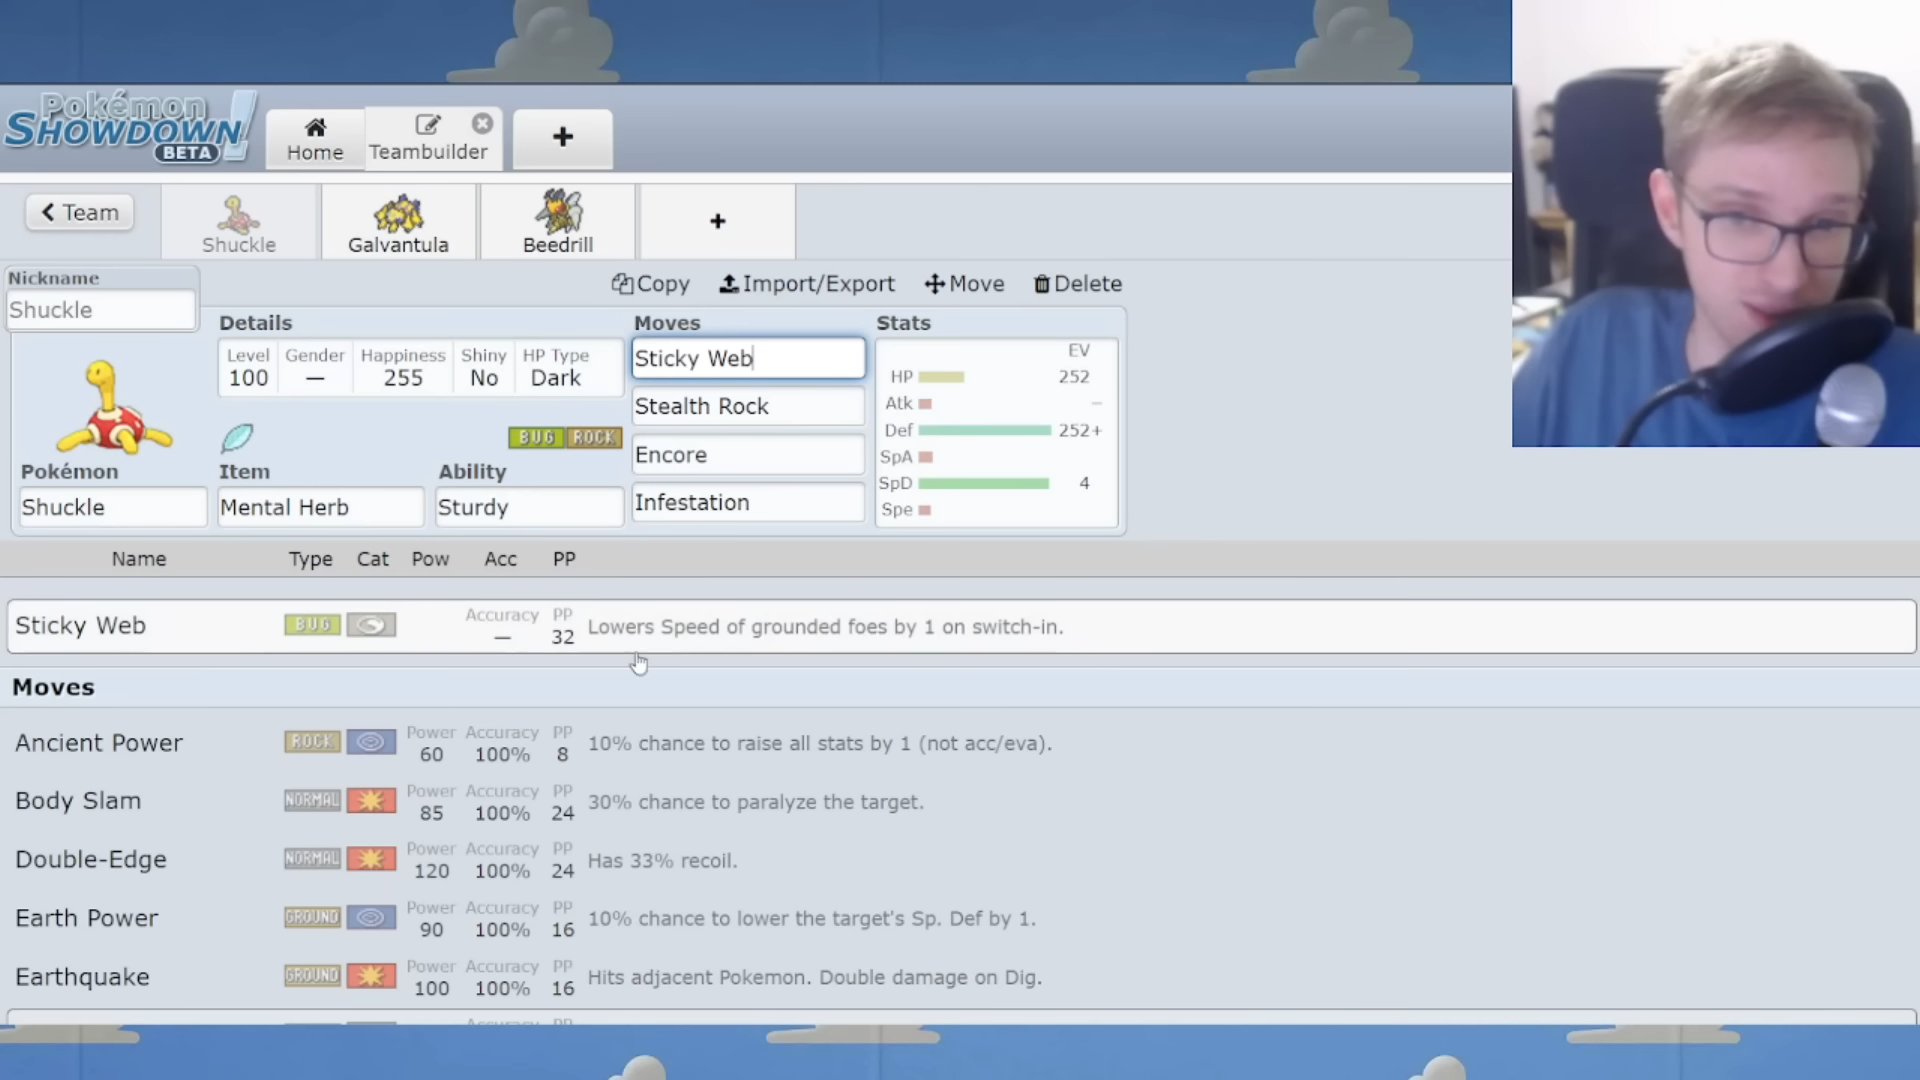 Pokémon
SHOWDOWN!
BETA
Home
Teambuilder
+
Team
Shuckle
Galvantula
Beedrill
+
Nickname
Shuckle
Copy
Import/Export
Move
Delete
Details
Level
100
Gender
—
Happiness
255
Shiny
No
HP Type
Dark
BUG ROCK
Pokémon
Shuckle
Item
Mental Herb
Ability
Sturdy
Moves
Sticky Web
Stealth Rock
Encore
Infestation
Stats
EV
HP 252
Atk –
Def 252+
SpA
SpD 4
Spe
Name Type Cat Pow Acc PP
Sticky Web BUG Accuracy — PP 32 Lowers Speed of grounded foes by 1 on switch-in.
Moves
Ancient Power ROCK Power 60 Accuracy 100% PP 8 10% chance to raise all stats by 1 (not acc/eva).
Body Slam NORMAL Power 85 Accuracy 100% PP 24 30% chance to paralyze the target.
Double-Edge NORMAL Power 120 Accuracy 100% PP 24 Has 33% recoil.
Earth Power GROUND Power 90 Accuracy 100% PP 16 10% chance to lower the target's Sp. Def by 1.
Earthquake GROUND Power 100 Accuracy 100% PP 16 Hits adjacent Pokemon. Double damage on Dig.